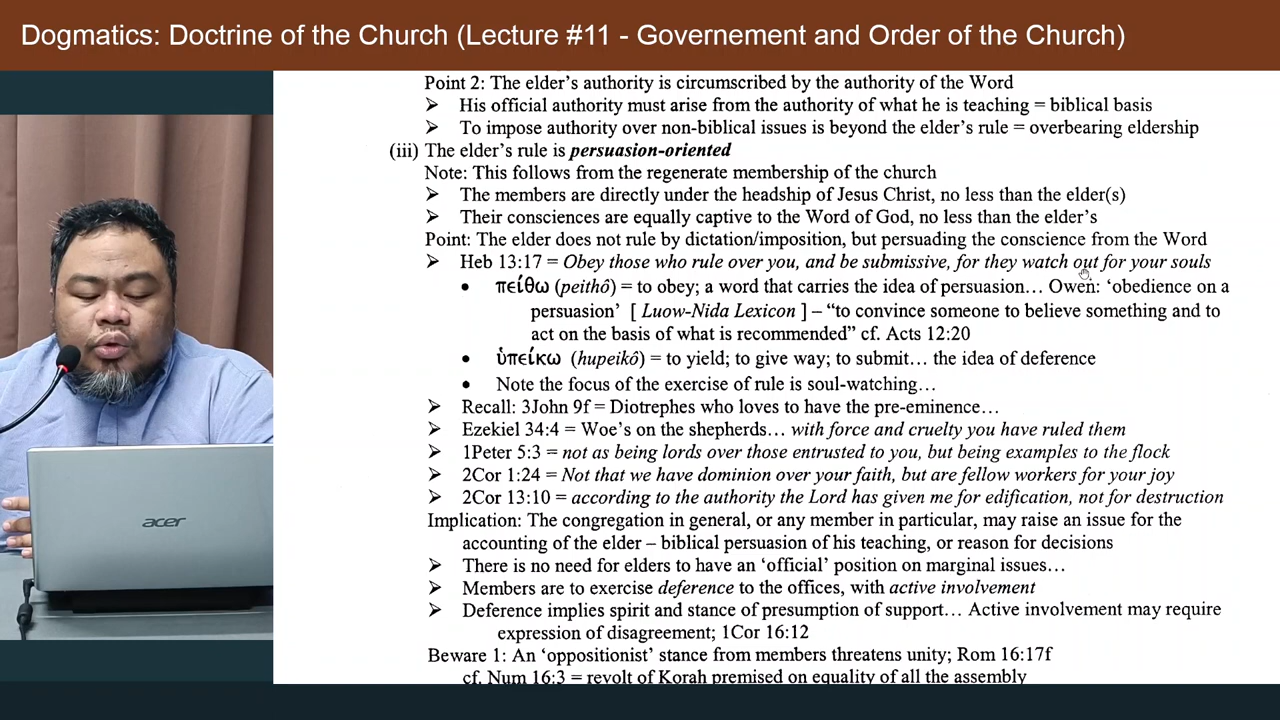 Dogmatics: Doctrine of the Church (Lecture #11 - Governement and Order of the Church)
Point 2: The elder's authority is circumscribed by the authority of the Word
➢ His official authority must arise from the authority of what he is teaching = biblical basis
➢ To impose authority over non-biblical issues is beyond the elder's rule = overbearing eldership
(iii) The elder's rule is persuasion-oriented
Note: This follows from the regenerate membership of the church
➢ The members are directly under the headship of Jesus Christ, no less than the elder(s)
➢ Their consciences are equally captive to the Word of God, no less than the elder's
Point: The elder does not rule by dictation/imposition, but persuading the conscience from the Word
➢ Heb 13:17 = Obey those who rule over you, and be submissive, for they watch out for your souls
• πείθω (peithô) = to obey; a word that carries the idea of persuasion… Owen: 'obedience on a
persuasion' [ Luow-Nida Lexicon ] – "to convince someone to believe something and to
act on the basis of what is recommended" cf. Acts 12:20
• ὑπείκω (hupeikô) = to yield; to give way; to submit… the idea of deference
• Note the focus of the exercise of rule is soul-watching…
➢ Recall: 3John 9f = Diotrephes who loves to have the pre-eminence…
➢ Ezekiel 34:4 = Woe's on the shepherds… with force and cruelty you have ruled them
➢ 1Peter 5:3 = not as being lords over those entrusted to you, but being examples to the flock
➢ 2Cor 1:24 = Not that we have dominion over your faith, but are fellow workers for your joy
➢ 2Cor 13:10 = according to the authority the Lord has given me for edification, not for destruction
Implication: The congregation in general, or any member in particular, may raise an issue for the
accounting of the elder – biblical persuasion of his teaching, or reason for decisions
➢ There is no need for elders to have an 'official' position on marginal issues…
➢ Members are to exercise deference to the offices, with active involvement
➢ Deference implies spirit and stance of presumption of support… Active involvement may require
expression of disagreement; 1Cor 16:12
Beware 1: An 'oppositionist' stance from members threatens unity; Rom 16:17f
cf. Num 16:3 = revolt of Korah premised on equality of all the assembly
acer